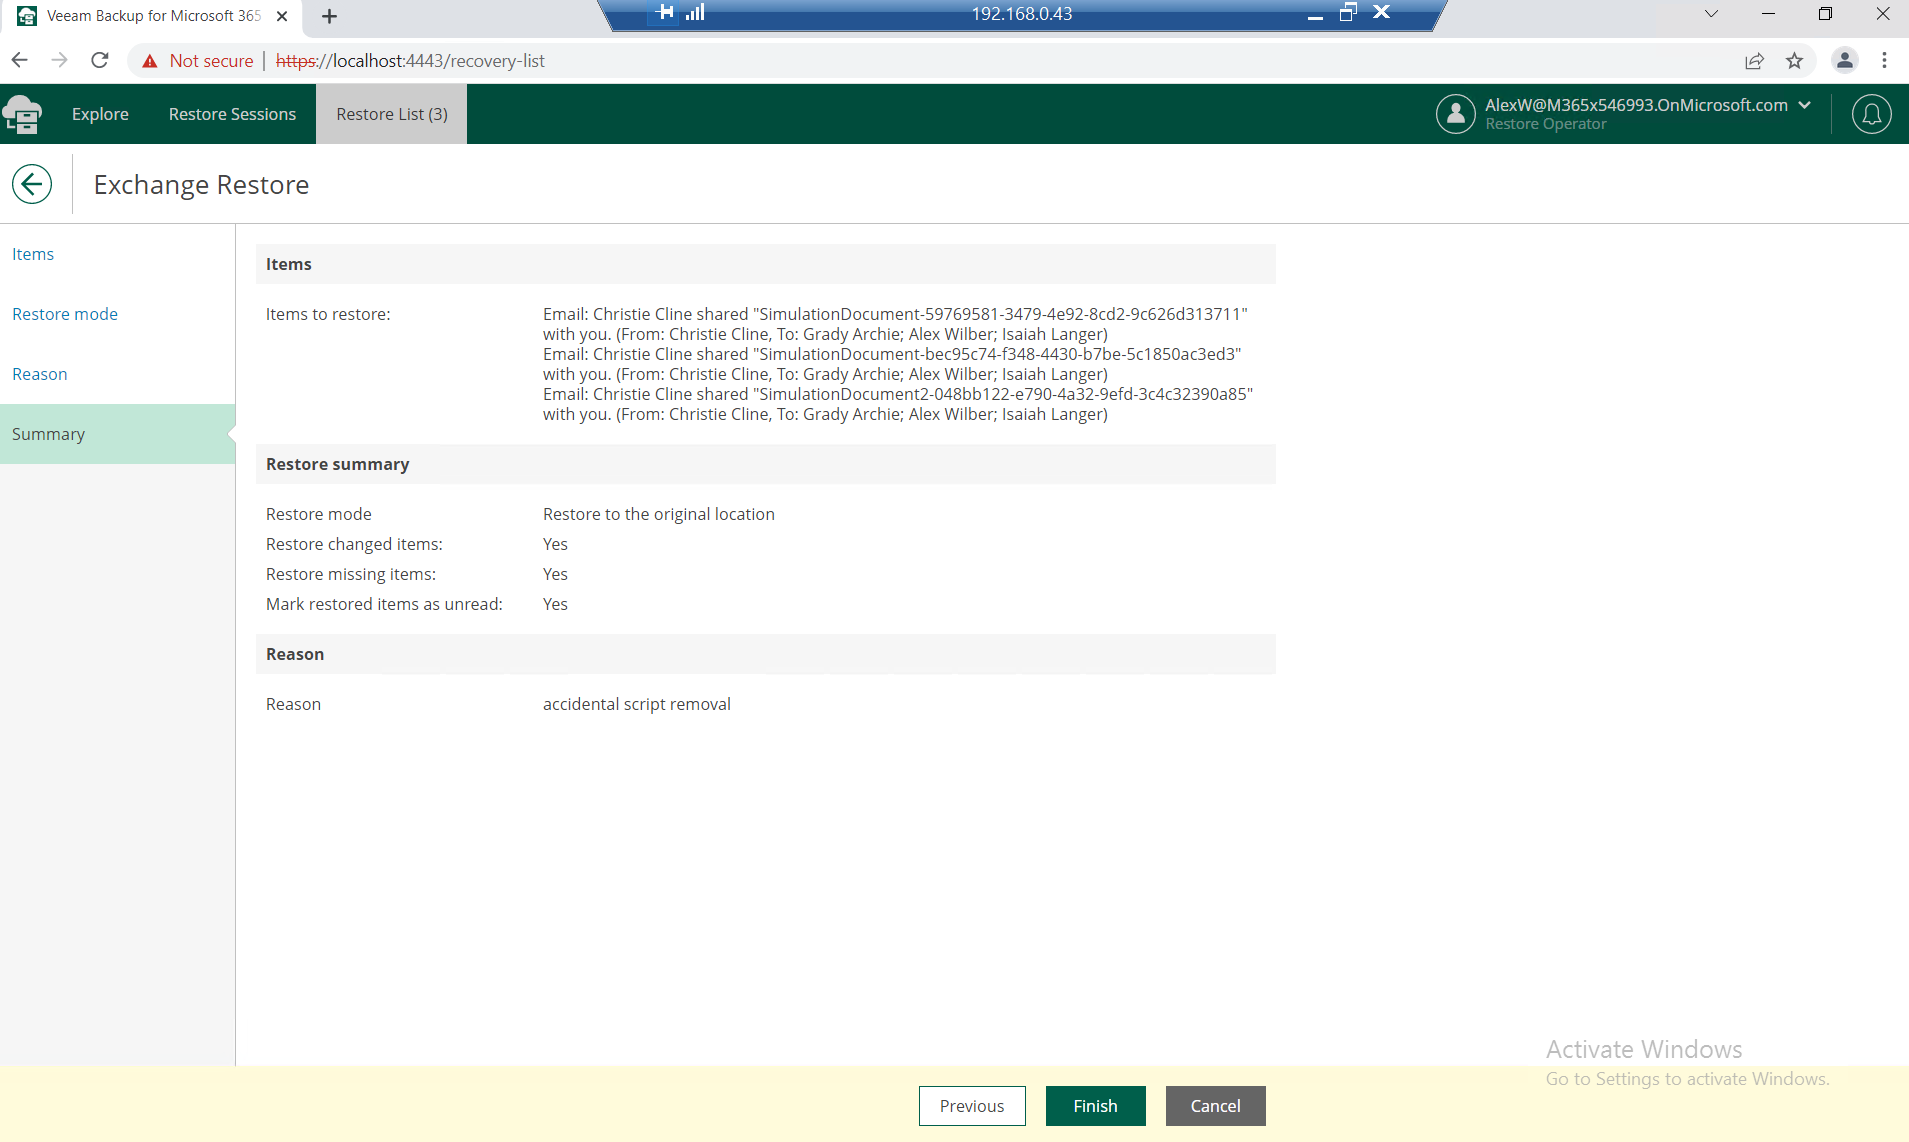 Veeam Backup for Microsoft 365
192.168.0.43
Not secure | https://localhost:4443/recovery-list
Explore
Restore Sessions
Restore List (3)
AlexW@M365x546993.OnMicrosoft.com
Restore Operator
Exchange Restore
Items
Restore mode
Reason
Summary
Items
Items to restore:
Email: Christie Cline shared "SimulationDocument-59769581-3479-4e92-8cd2-9c626d313711"
with you. (From: Christie Cline, To: Grady Archie; Alex Wilber; Isaiah Langer)
Email: Christie Cline shared "SimulationDocument-bec95c74-f348-4430-b7be-5c1850ac3ed3"
with you. (From: Christie Cline, To: Grady Archie; Alex Wilber; Isaiah Langer)
Email: Christie Cline shared "SimulationDocument2-048bb122-e790-4a32-9efd-3c4c32390a85"
with you. (From: Christie Cline, To: Grady Archie; Alex Wilber; Isaiah Langer)
Restore summary
Restore mode Restore to the original location
Restore changed items: Yes
Restore missing items: Yes
Mark restored items as unread: Yes
Reason
Reason accidental script removal
Activate Windows
Go to Settings to activate Windows.
Previous
Finish
Cancel